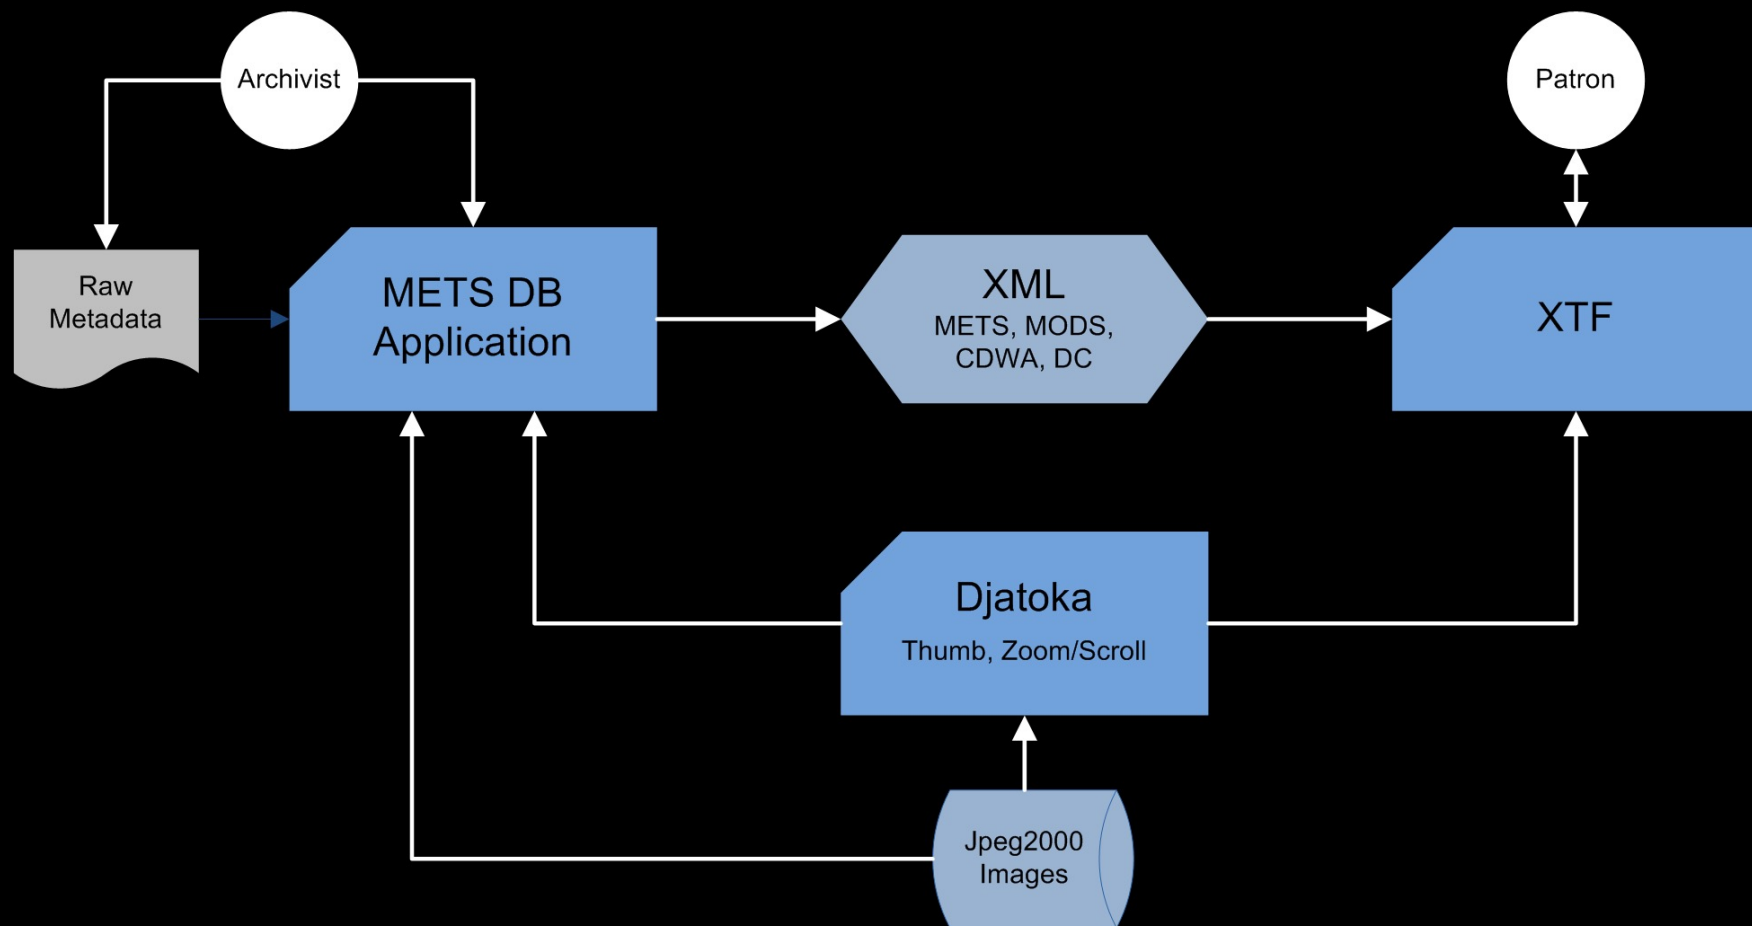 Archivist
Patron
Raw
Metadata
METS DB
Application
XML
METS, MODS,
CDWA, DC
XTF
Djatoka
Thumb, Zoom/Scroll
Jpeg2000
Images